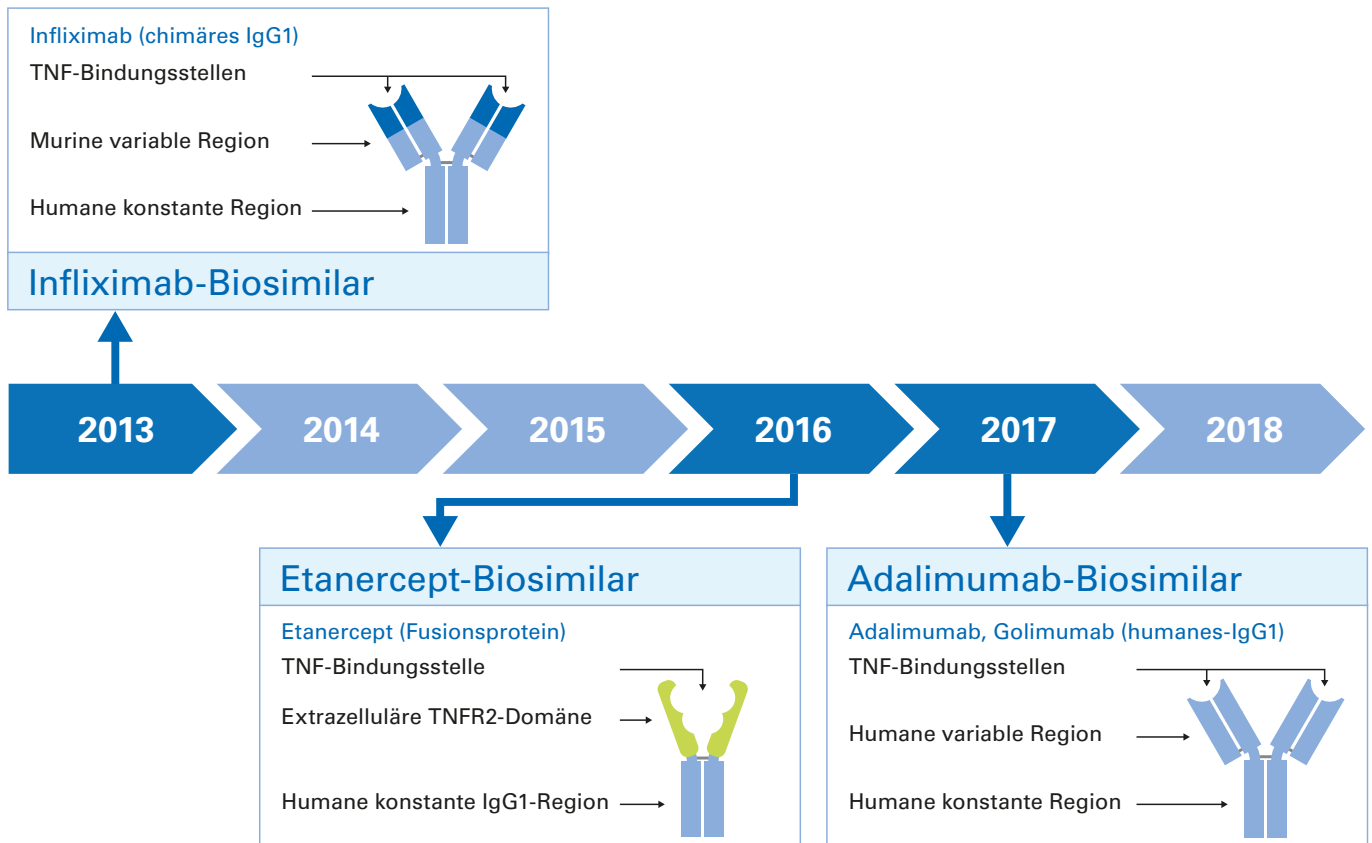 Infliximab (chimäres IgG1)
TNF-Bindungsstellen
Murine variable Region
Humane konstante Region
Infliximab-Biosimilar
2013
2014
2015
2016
2017
2018
Etanercept-Biosimilar
Etanercept (Fusionsprotein)
TNF-Bindungsstelle
Extrazelluläre TNFR2-Domäne
Humane konstante IgG1-Region
Adalimumab-Biosimilar
Adalimumab, Golimumab (humanes-IgG1)
TNF-Bindungsstellen
Humane variable Region
Humane konstante Region